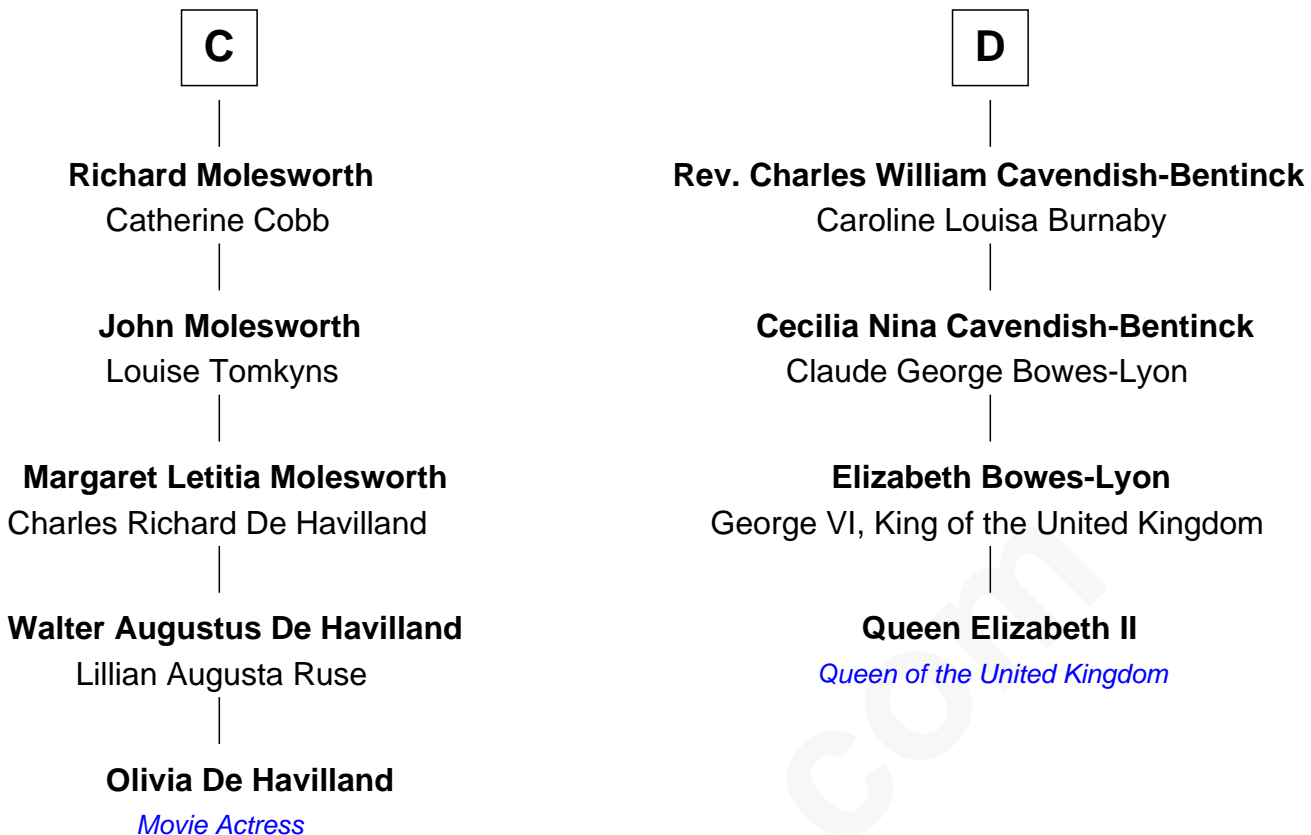 C
Richard Molesworth
Catherine Cobb
John Molesworth
Louise Tomkyns
Margaret Letitia Molesworth
Charles Richard De Havilland
Walter Augustus De Havilland
Lillian Augusta Ruse
Olivia De Havilland
Movie Actress
D
Rev. Charles William Cavendish-Bentinck
Caroline Louisa Burnaby
Cecilia Nina Cavendish-Bentinck
Claude George Bowes-Lyon
Elizabeth Bowes-Lyon
George VI, King of the United Kingdom
Queen Elizabeth II
Queen of the United Kingdom
com